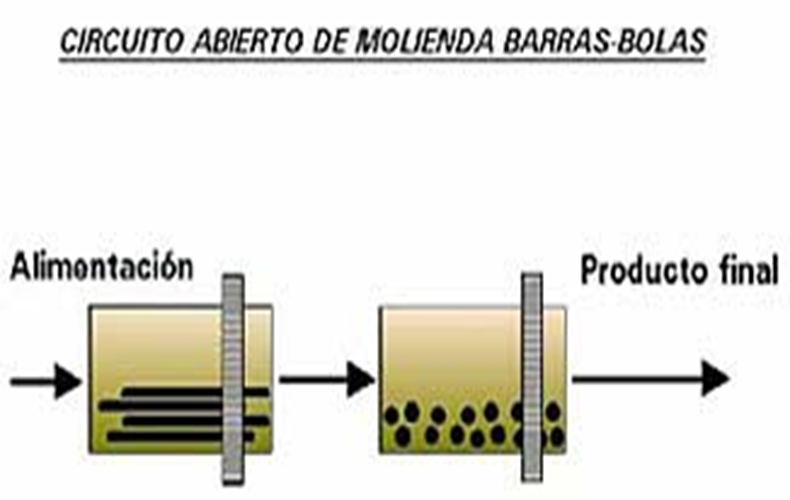 CIRCUITO ABIERTO DE MOLIENDA BARRAS-BOLAS
Alimentación
Producto final